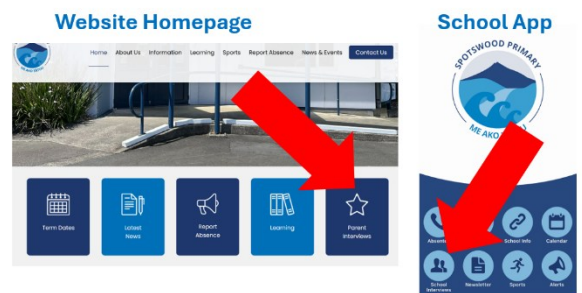 Website Homepage
School App
Home About Us Information Learning Sports Report Absence News & Events Contact Us
Term Dates
Latest
News
Report
Absence
Learning
Parent
Interviews
SPOTSWOOD PRIMARY
ME AKO
School Info
Calendar
School
Interviews
Newsletter
Sports
Alerts